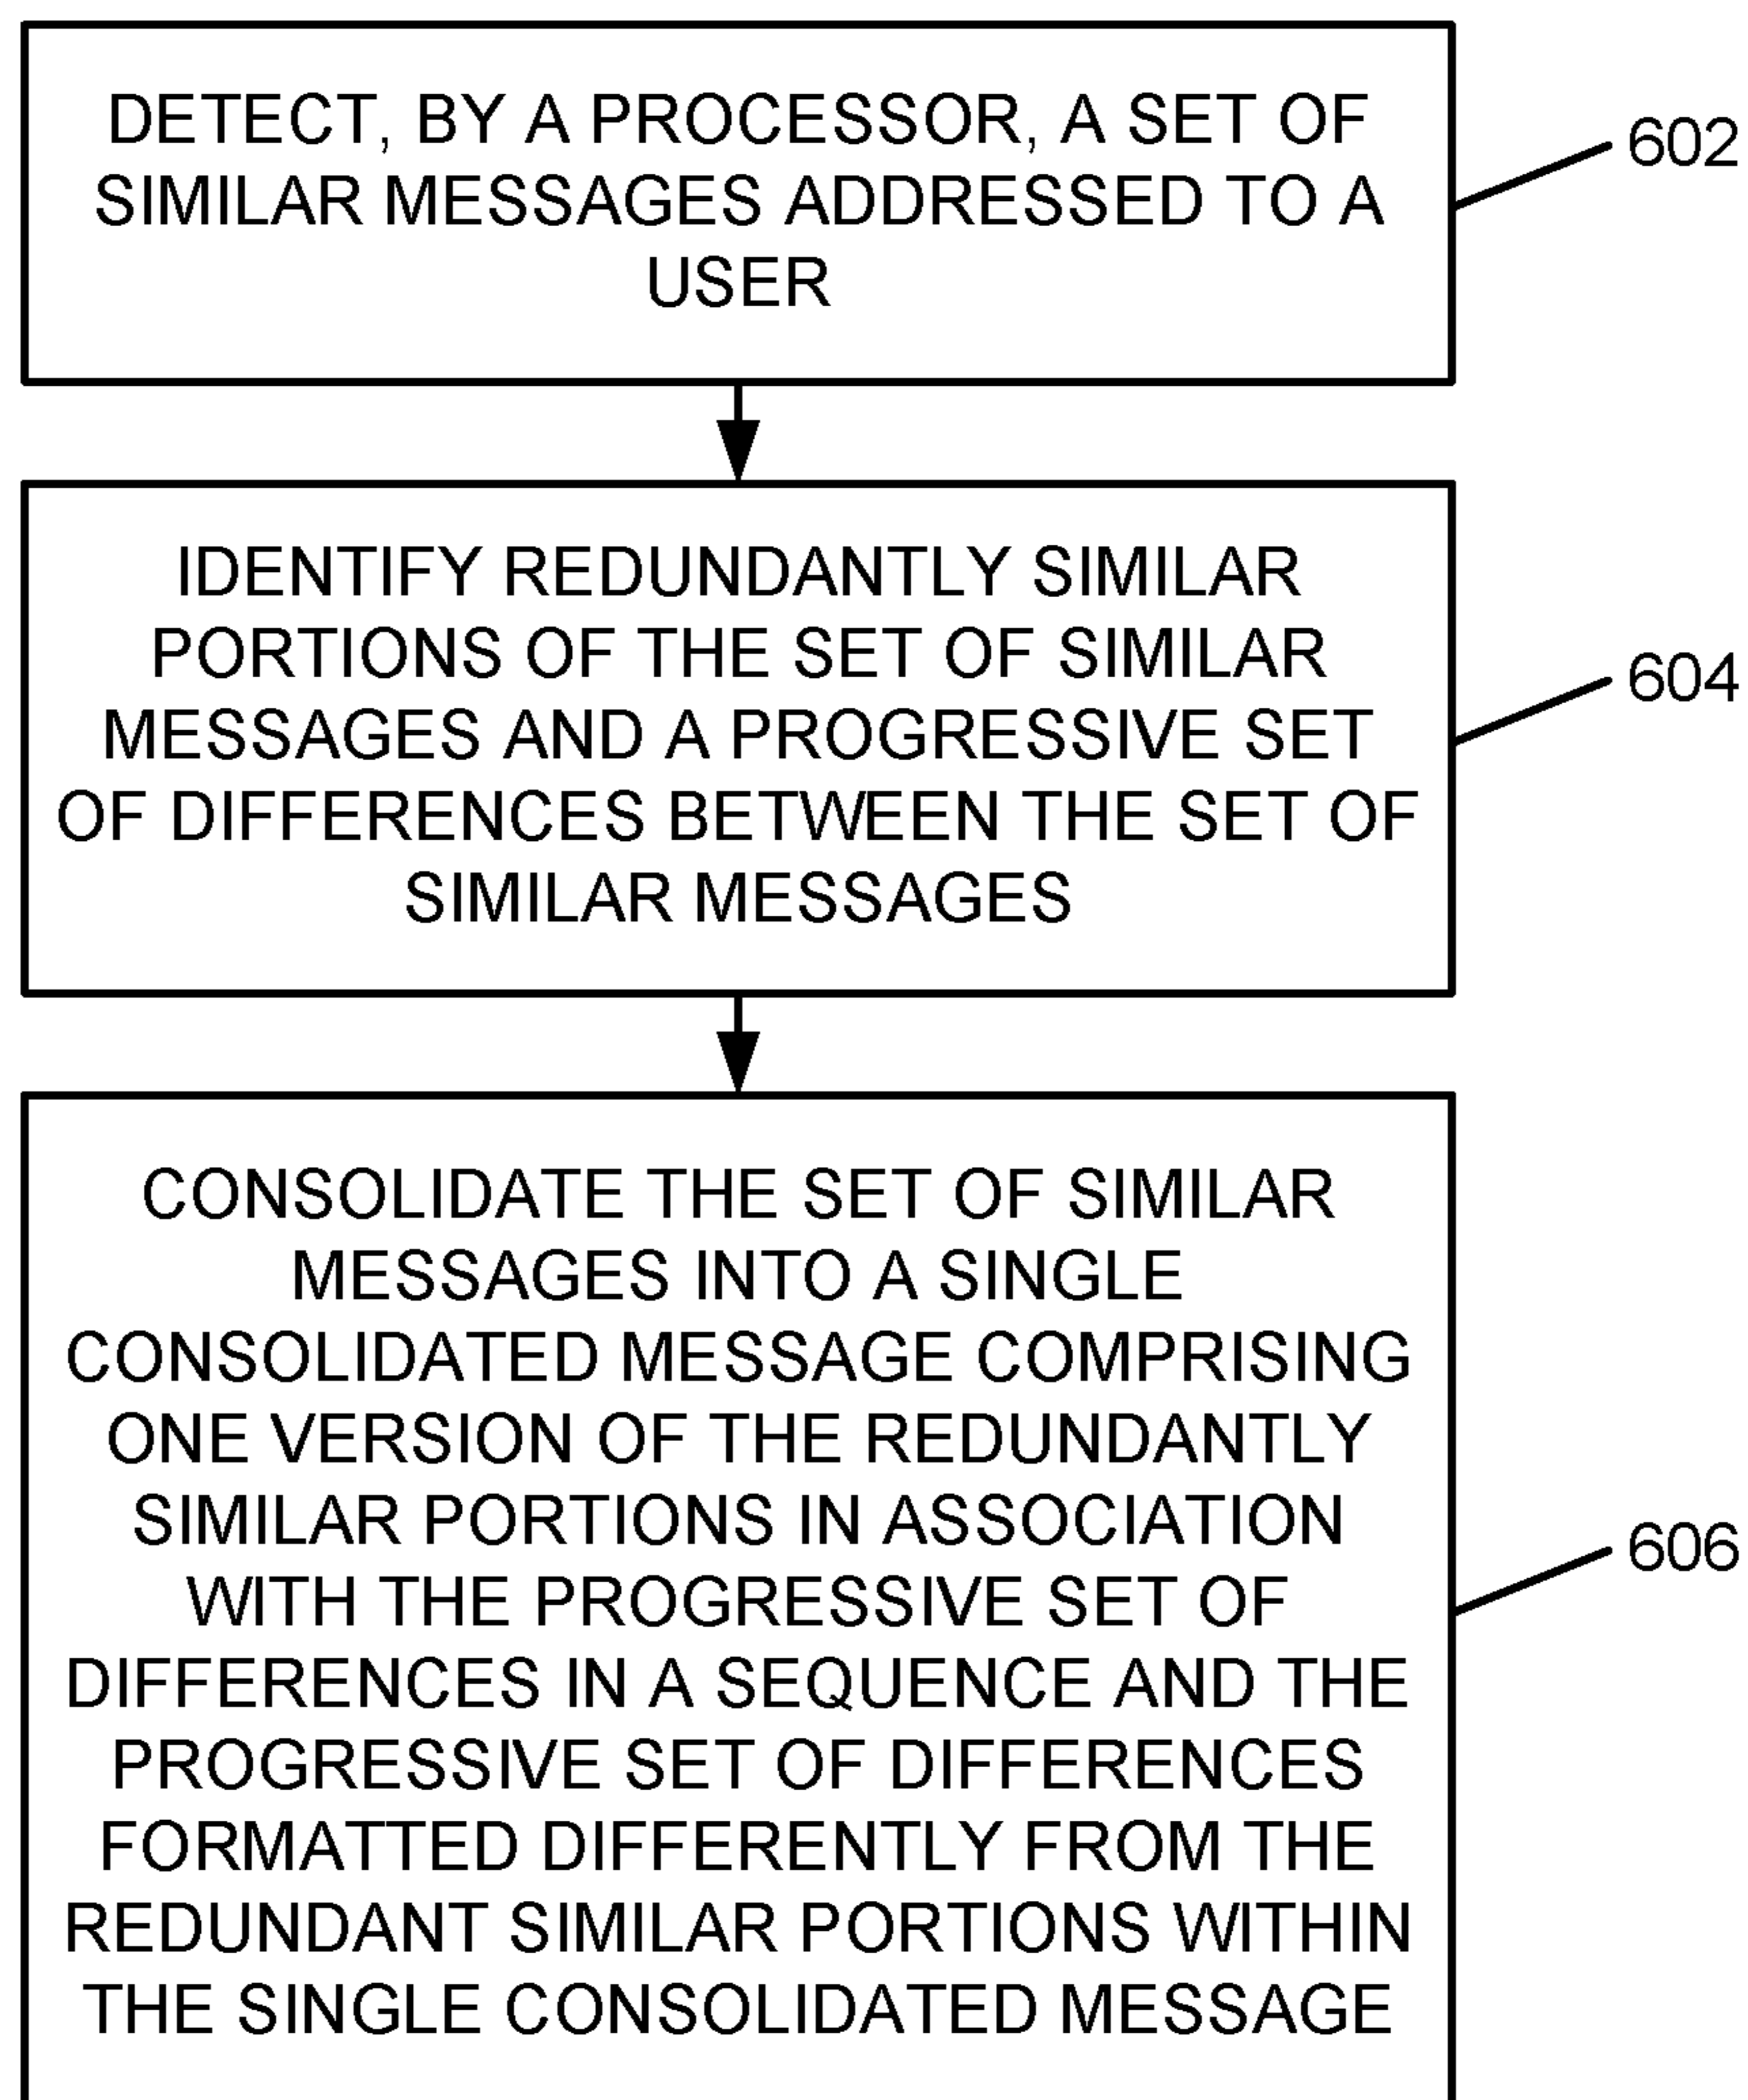 DETECT, BY A PROCESSOR, A SET OF
SIMILAR MESSAGES ADDRESSED TO A
USER
602
IDENTIFY REDUNDANTLY SIMILAR
PORTIONS OF THE SET OF SIMILAR
MESSAGES AND A PROGRESSIVE SET
OF DIFFERENCES BETWEEN THE SET OF
SIMILAR MESSAGES
604
CONSOLIDATE THE SET OF SIMILAR
MESSAGES INTO A SINGLE
CONSOLIDATED MESSAGE COMPRISING
ONE VERSION OF THE REDUNDANTLY
SIMILAR PORTIONS IN ASSOCIATION
WITH THE PROGRESSIVE SET OF
DIFFERENCES IN A SEQUENCE AND THE
PROGRESSIVE SET OF DIFFERENCES
FORMATTED DIFFERENTLY FROM THE
REDUNDANT SIMILAR PORTIONS WITHIN
THE SINGLE CONSOLIDATED MESSAGE
606